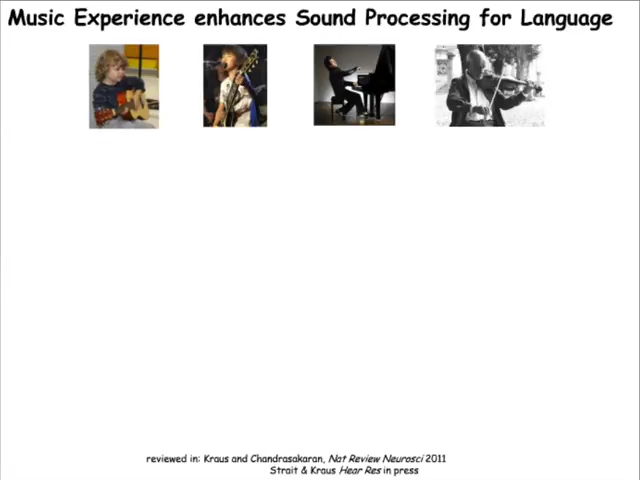 Music Experience enhances Sound Processing for Language
reviewed in: Kraus and Chandrasakaran, Nat Review Neurosci 2011
Strait & Kraus Hear Res in press